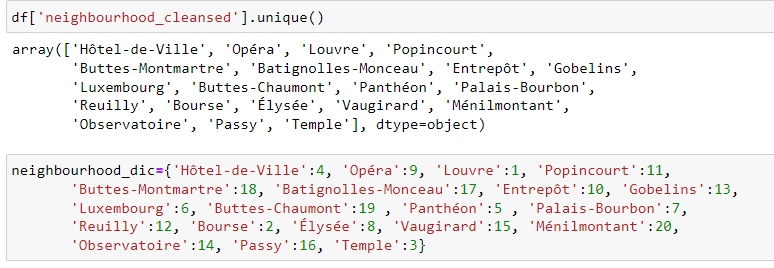 df['neighbourhood_cleansed'].unique()
array(['Hôtel-de-Ville', 'Opéra', 'Louvre', 'Popincourt',
'Buttes-Montmartre', 'Batignolles-Monceau', 'Entrepôt', 'Gobelins',
'Luxembourg', 'Buttes-Chaumont', 'Panthéon', 'Palais-Bourbon',
'Reuilly', 'Bourse', 'Élysée', 'Vaugirard', 'Ménilmontant',
'Observatoire', 'Passy', 'Temple'], dtype=object)
neighbourhood_dic={'Hôtel-de-Ville':4, 'Opéra':9, 'Louvre':1, 'Popincourt':11,
'Buttes-Montmartre':18, 'Batignolles-Monceau':17, 'Entrepôt':10, 'Gobelins':13,
'Luxembourg':6, 'Buttes-Chaumont':19 , 'Panthéon':5 , 'Palais-Bourbon':7,
'Reuilly':12, 'Bourse':2, 'Élysée':8, 'Vaugirard':15, 'Ménilmontant':20,
'Observatoire':14, 'Passy':16, 'Temple':3}